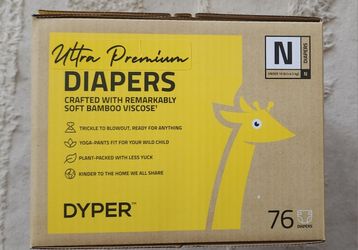 Ultra Premium
DIAPERS
CRAFTED WITH REMARKABLY
SOFT BAMBOO VISCOSE
TRICKLE TO BLOWOUT, READY FOR ANYTHING
YOGA-PANTS FIT FOR YOUR WILD CHILD
PLANT-PACKED WITH LESS YUCK
KINDER TO THE HOME WE ALL SHARE
DYPER™
N
DIAPERS
N
76
DIAPERS